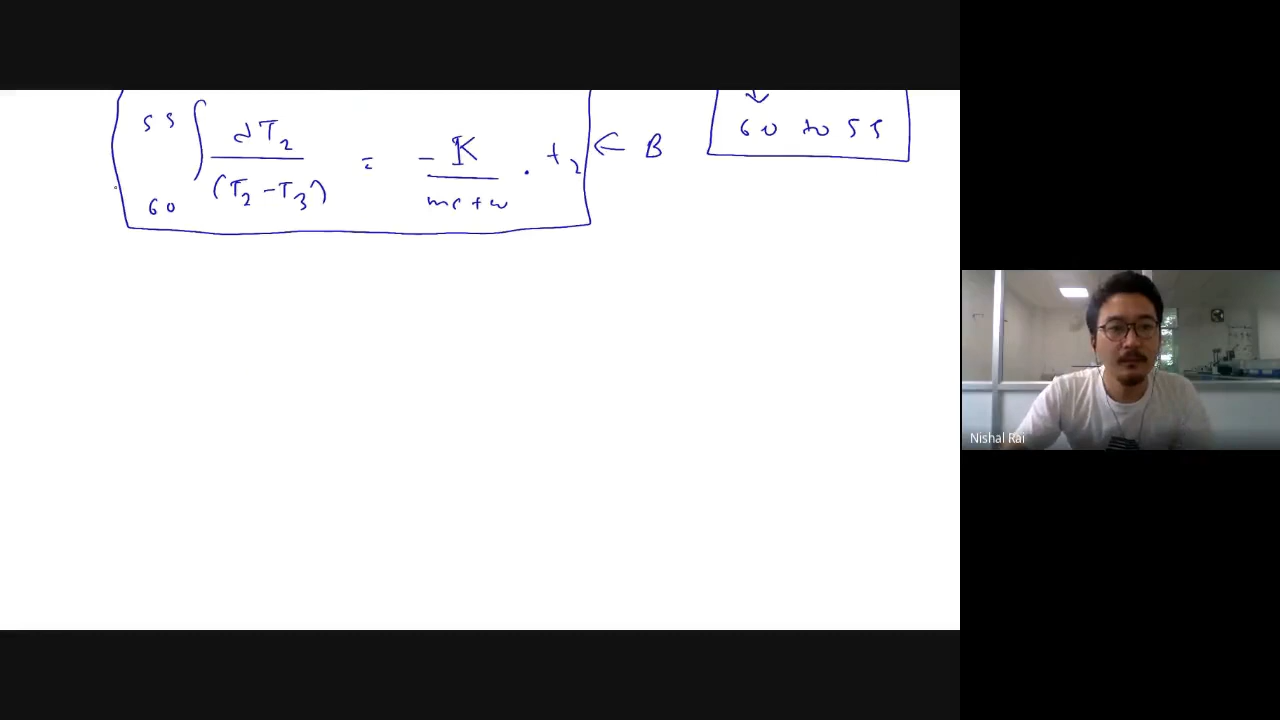 55 ∫ dT₂ / (T₂ - T₃) = - K / (mc + w) . t₂ ← B
60
60 to 55
Nishal Rai